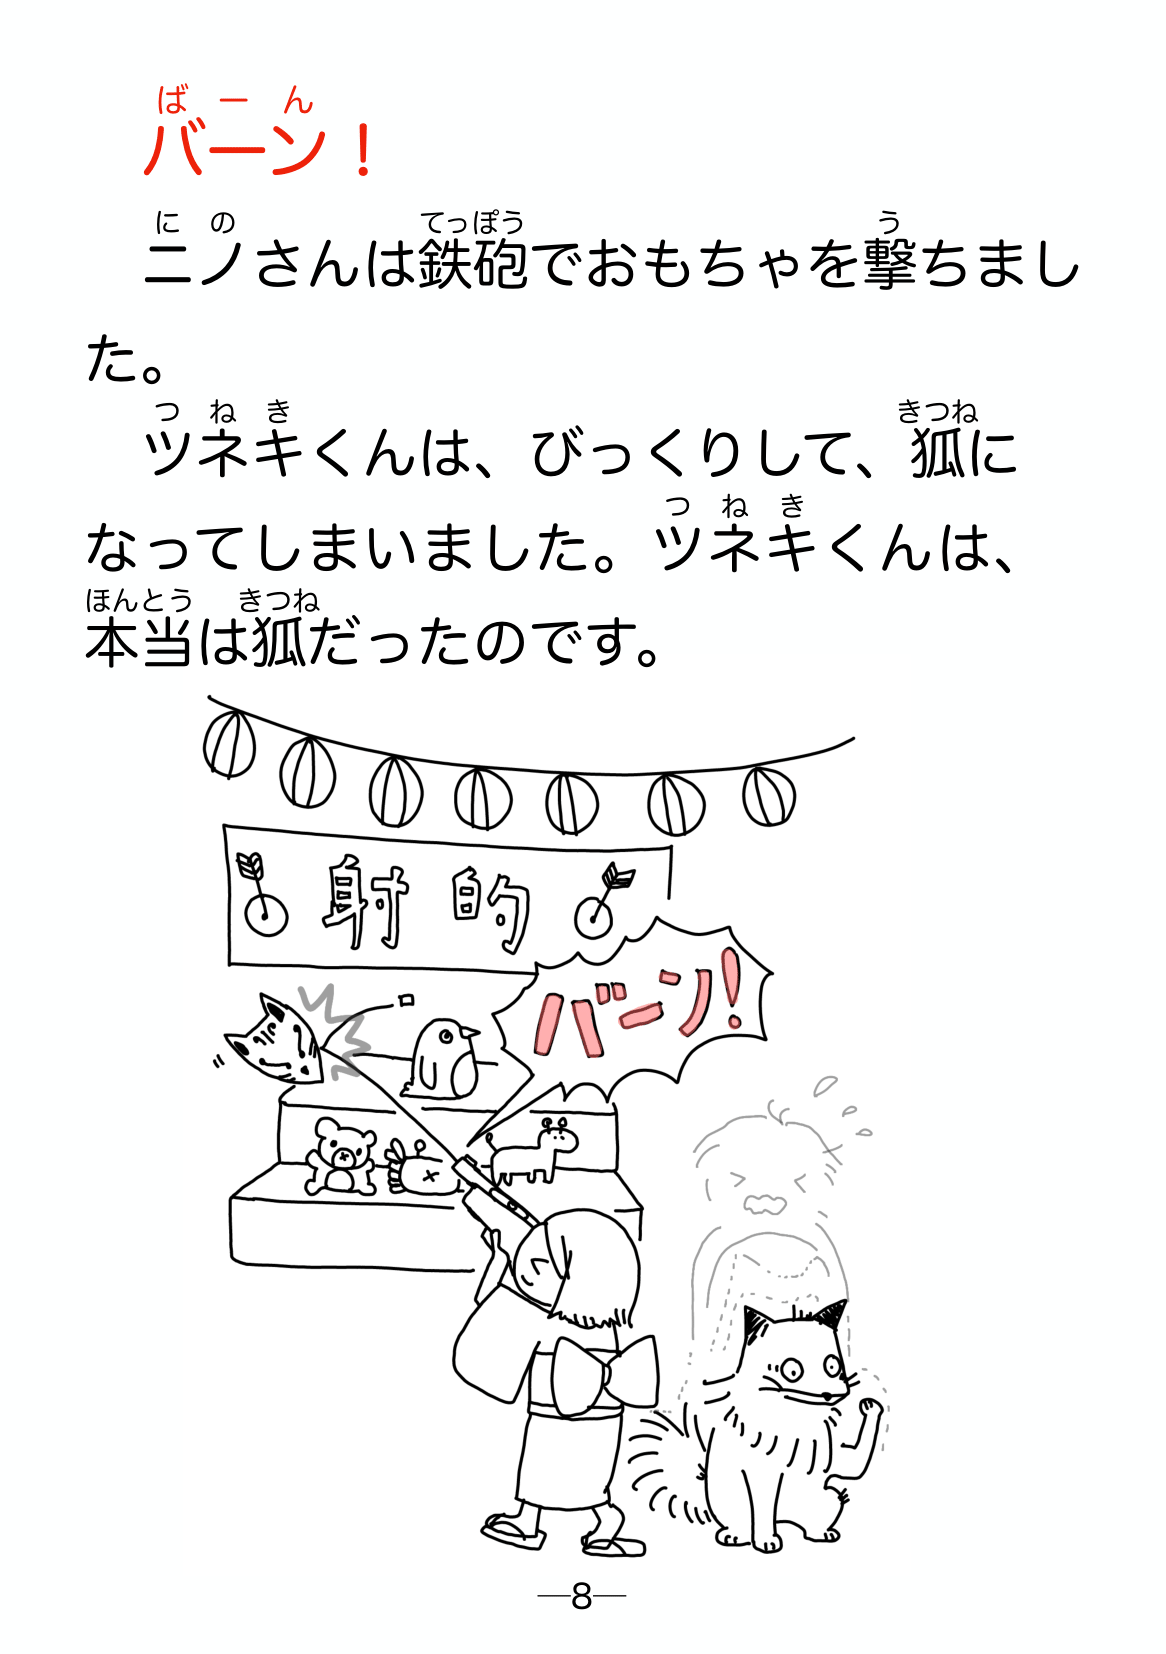 ばーん
バーン！
にの てっぽう う
ニノさんは鉄砲でおもちゃを撃ちまし
た。
つねき きつね
ツネキくんは、びっくりして、狐に
つねき
なってしまいました。ツネキくんは、
ほんとう きつね
本当は狐だったのです。
射的
バーン!
—8—